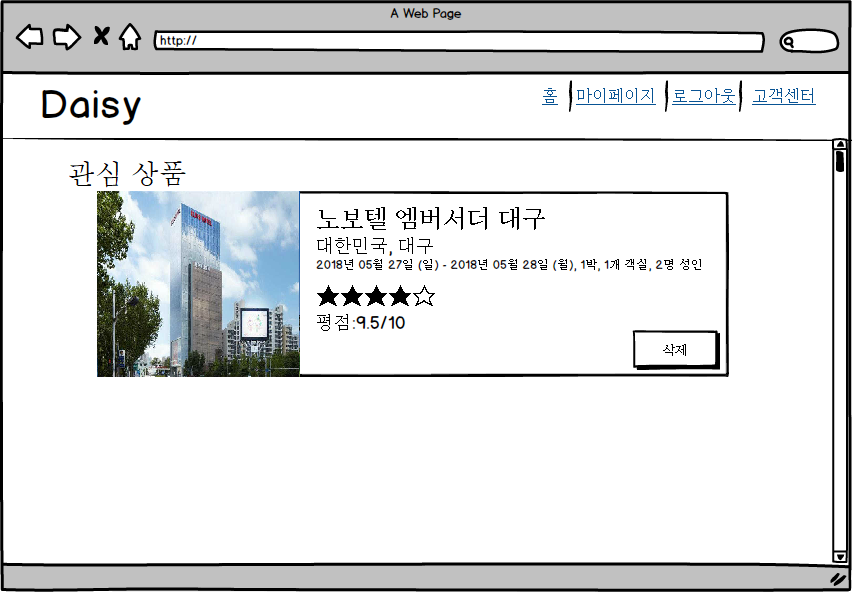 A Web Page
http://
Daisy
홈 마이페이지 로그아웃 고객센터
관심 상품
노보텔 엠버서더 대구
대한민국, 대구
2018년 05월 27일 (일) - 2018년 05월 28일 (월), 1박, 1개 객실, 2명 성인
평점:9.5/10
삭제